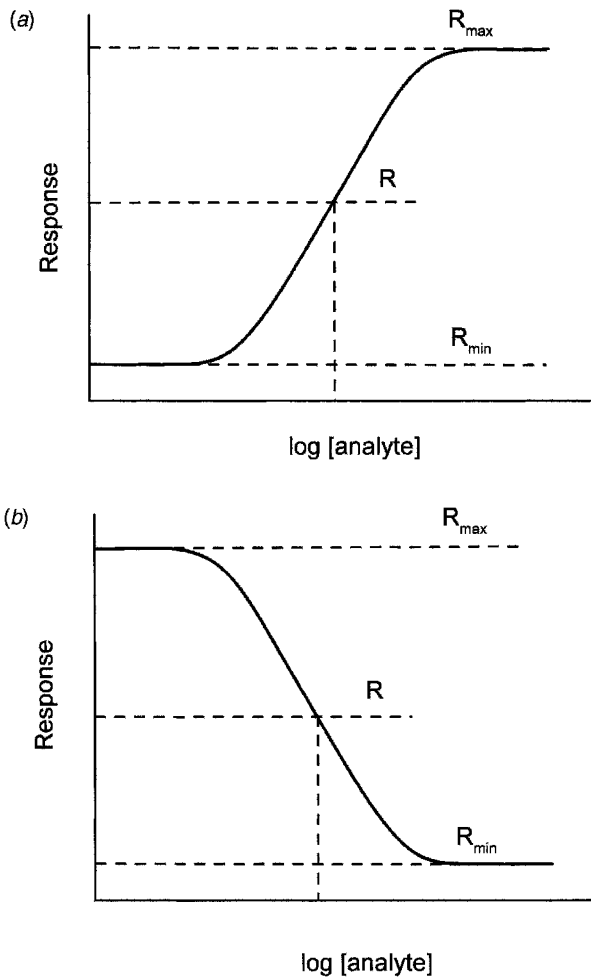 (a)
Rmax
R
Rmin
Response
log [analyte]
(b)
Rmax
R
Rmin
Response
log [analyte]